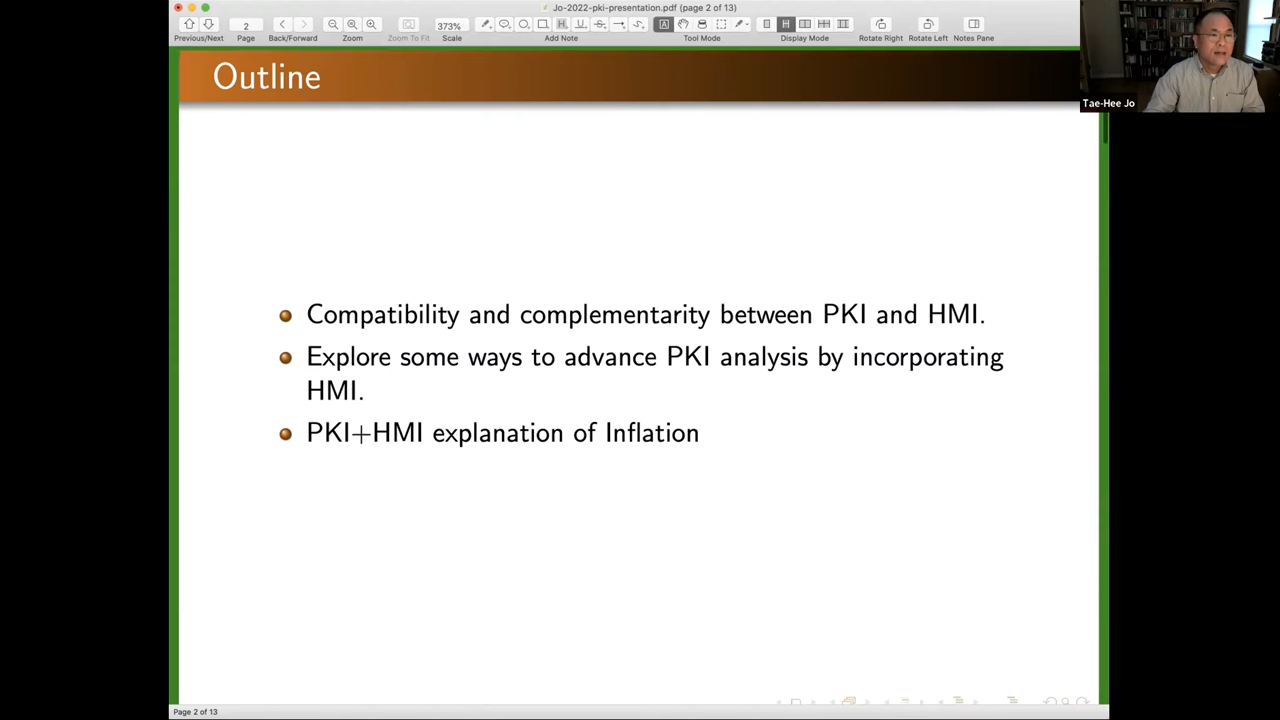 Jo-2022-pki-presentation.pdf (page 2 of 13)
2
373%
Previous/Next
Page
Back/Forward
Zoom
Zoom To Fit
Scale
Add Note
Tool Mode
Display Mode
Rotate Right
Rotate Left
Notes Pane
Outline
Tae-Hee Jo
Compatibility and complementarity between PKI and HMI.
Explore some ways to advance PKI analysis by incorporating
HMI.
PKI+HMI explanation of Inflation
Page 2 of 13